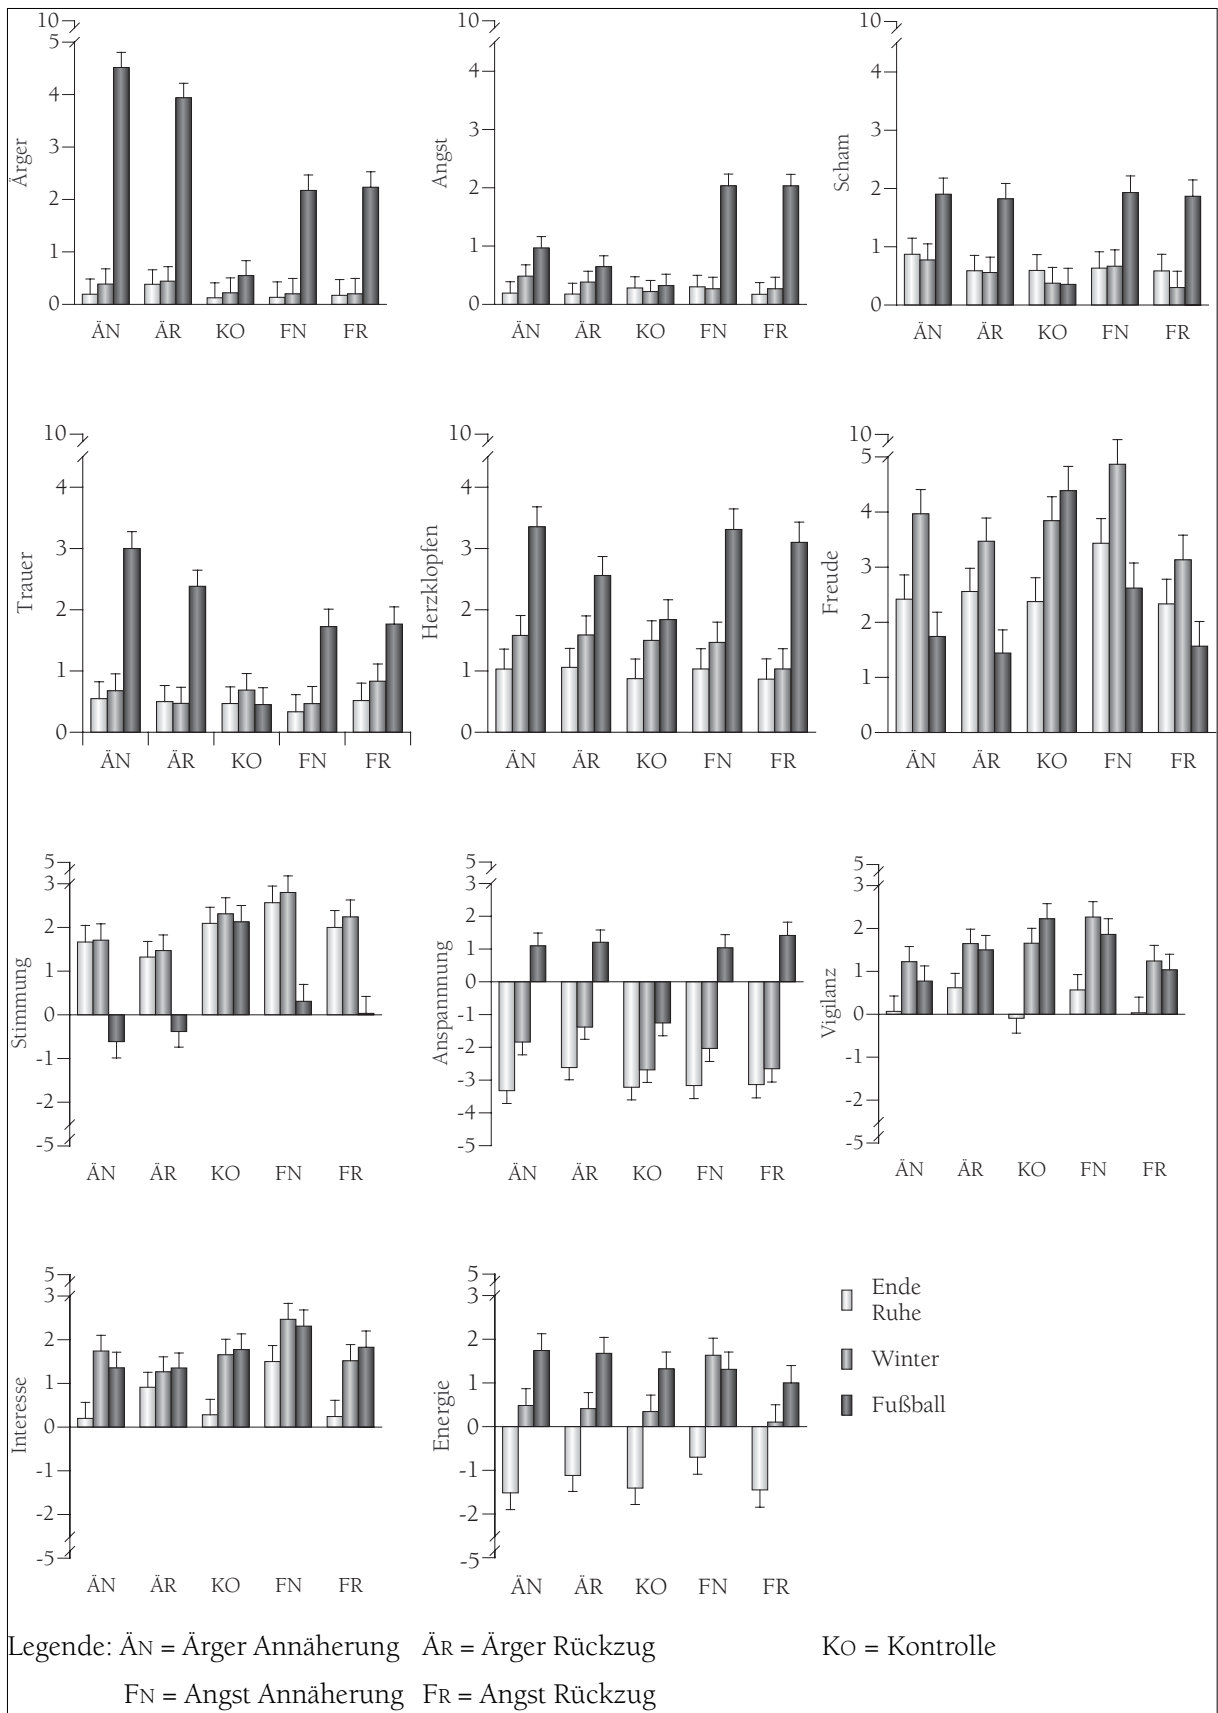 10 10 10
5
4 4 4
3 3 3
2 2 2
1 1 1
0 0 0
Ärger Angst Scham
ÄN ÄR KO FN FR ÄN ÄR KO FN FR ÄN ÄR KO FN FR
10 10 10
5
4 4 4
3 3 3
2 2 2
1 1 1
0 0 0
Trauer Herzklopfen Freude
ÄN ÄR KO FN FR ÄN ÄR KO FN FR ÄN ÄR KO FN FR
5 5 5
3 3 3
2 2 2
1 1 1
0 0 0
-1 -1 -1
-2 -2 -2
-3
-4
-5 -5 -5
Stimmung Anspannnung Vigilanz
ÄN ÄR KO FN FR ÄN ÄR KO FN FR ÄN ÄR KO FN FR
5 5
3 3
2 2
1 1
0 0
-1 -1
-2 -2
-5 -5
Interesse Energie
ÄN ÄR KO FN FR ÄN ÄR KO FN FR
Ende
Ruhe
Winter
Fußball
Legende: ÄN = Ärger Annäherung ÄR = Ärger Rückzug KO = Kontrolle
FN = Angst Annäherung FR = Angst Rückzug